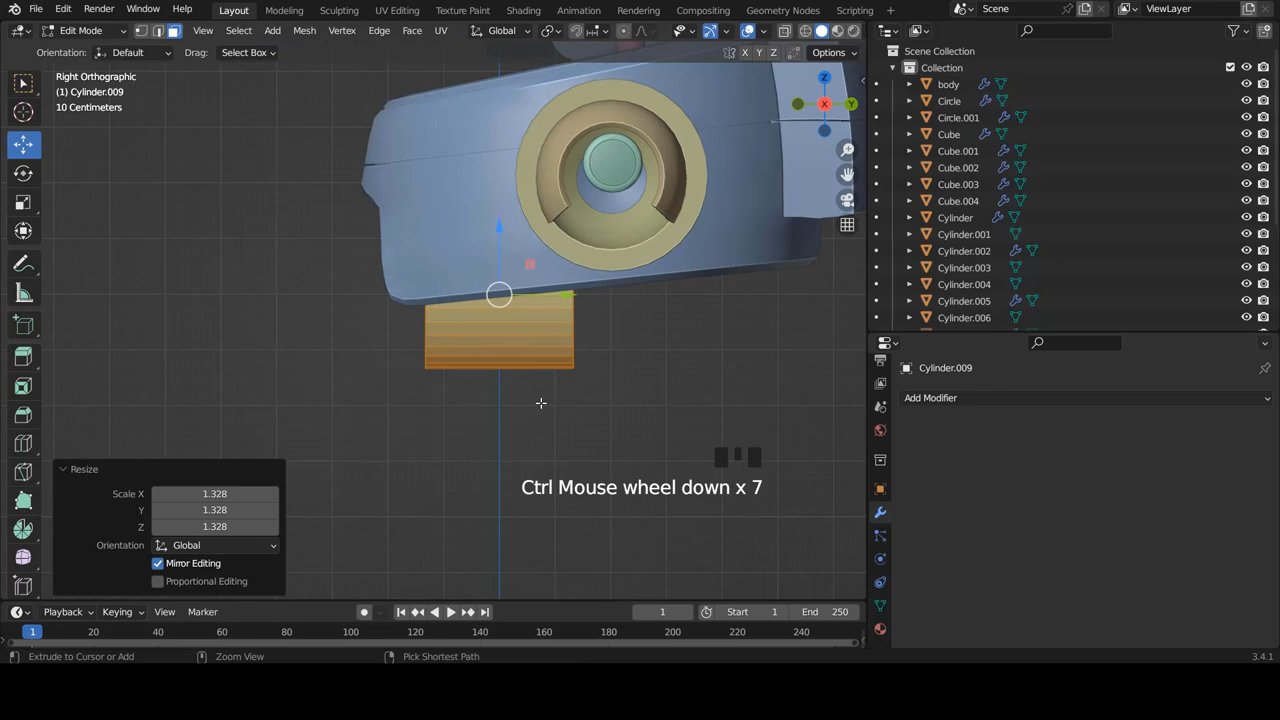 File Edit Render Window Help Layout Modeling Sculpting UV Editing Texture Paint Shading Animation Rendering Compositing Geometry Nodes Scripting Scene ViewLayer
Edit Mode View Select Add Mesh Vertex Edge Face UV Global
Orientation: Default Drag: Select Box X Y Z Options
Right Orthographic
(1) Cylinder.009
10 Centimeters
Z
Y
X
Scene Collection
Collection
body
Circle
Circle.001
Cube
Cube.001
Cube.002
Cube.003
Cube.004
Cylinder
Cylinder.001
Cylinder.002
Cylinder.003
Cylinder.004
Cylinder.005
Cylinder.006
Cylinder.009
Add Modifier
Resize
Scale X 1.328
Y 1.328
Z 1.328
Orientation Global
Mirror Editing
Proportional Editing
Ctrl Mouse wheel down x 7
Playback Keying View Marker 1 Start 1 End 250
1 20 40 60 80 100 120 140 160 180 200 220 240
Extrude to Cursor or Add Zoom View Pick Shortest Path 3.4.1